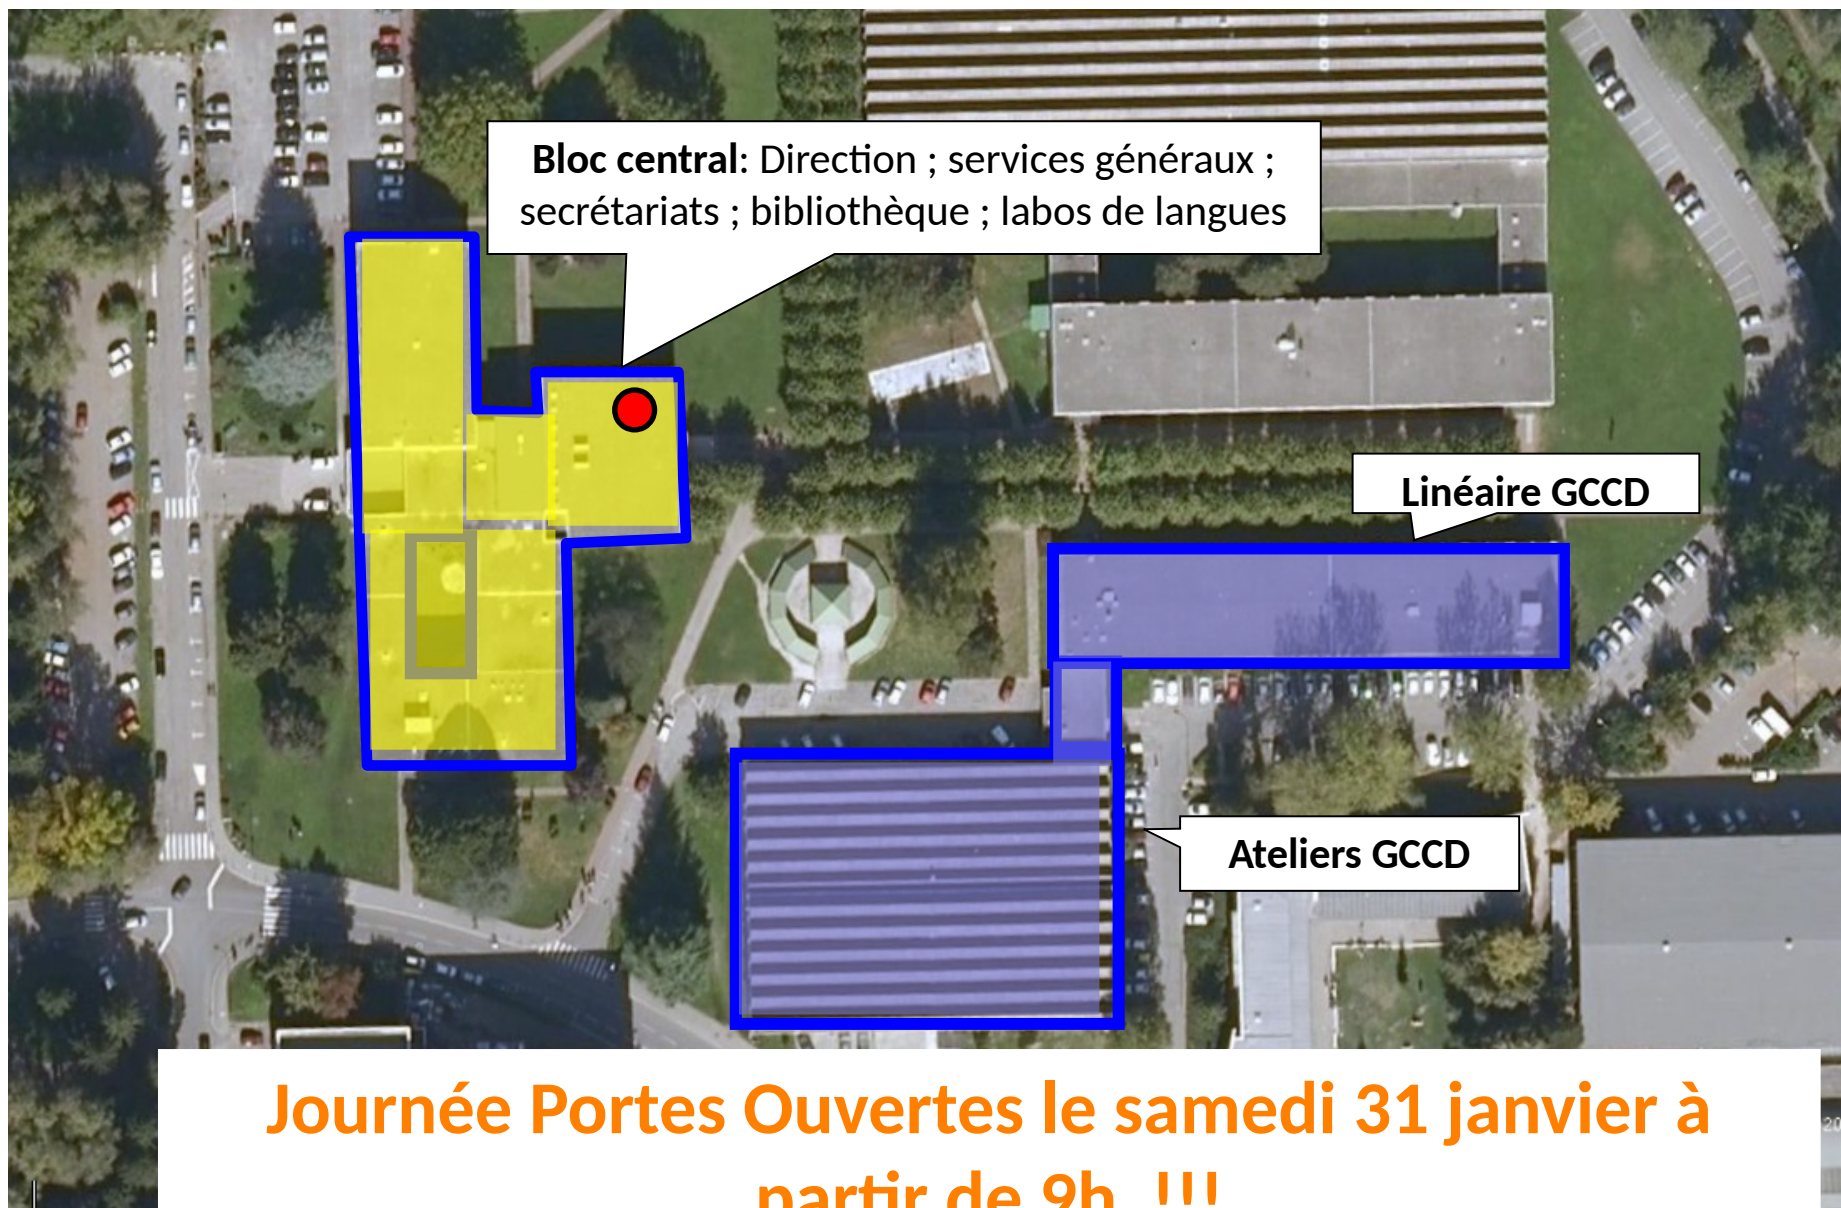 Bloc central: Direction ; services généraux ;
secrétariats ; bibliothèque ; labos de langues
Linéaire GCCD
Ateliers GCCD
Journée Portes Ouvertes le samedi 31 janvier à
partir de 9h !!!
20